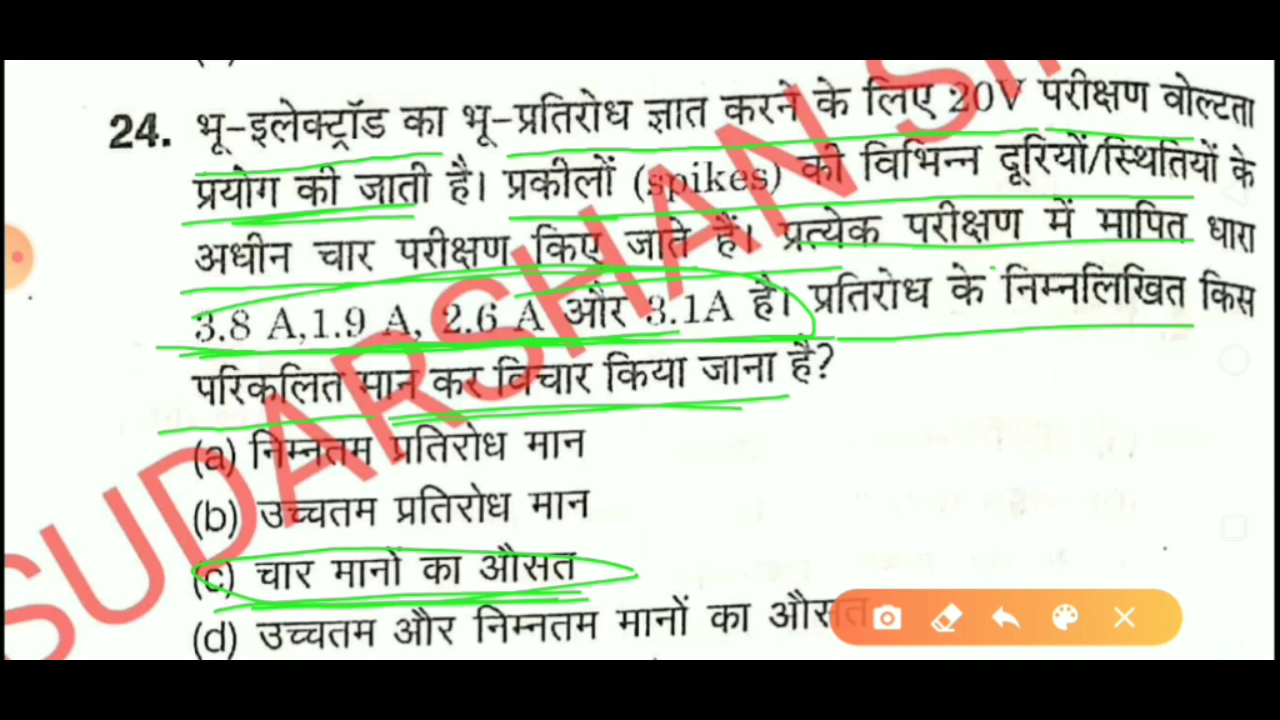 24. भू-इलेक्ट्रॉड का भू-प्रतिरोध ज्ञात करने के लिए 20V परीक्षण वोल्टता
प्रयोग की जाती है। प्रकीलों (spikes) की विभिन्न दूरियों/स्थितियों के
अधीन चार परीक्षण किए जाते हैं। प्रत्येक परीक्षण में मापित धारा
3.8 A,1.9 A, 2.6 A और 3.1A है। प्रतिरोध के निम्नलिखित किस
परिकलित मान कर विचार किया जाना है?
(a) निम्नतम प्रतिरोध मान
(b) उच्चतम प्रतिरोध मान
(c) चार मानों का औसत
(d) उच्चतम और निम्नतम मानों का औसत
SUDARSHAN